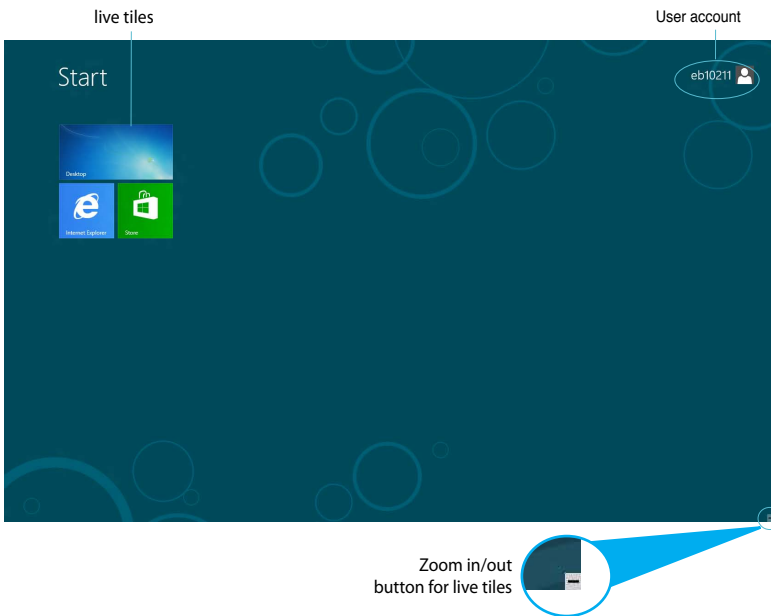 live tiles
User account
Start
eb10211
Desktop
Internet Explorer
Store
Zoom in/out
button for live tiles